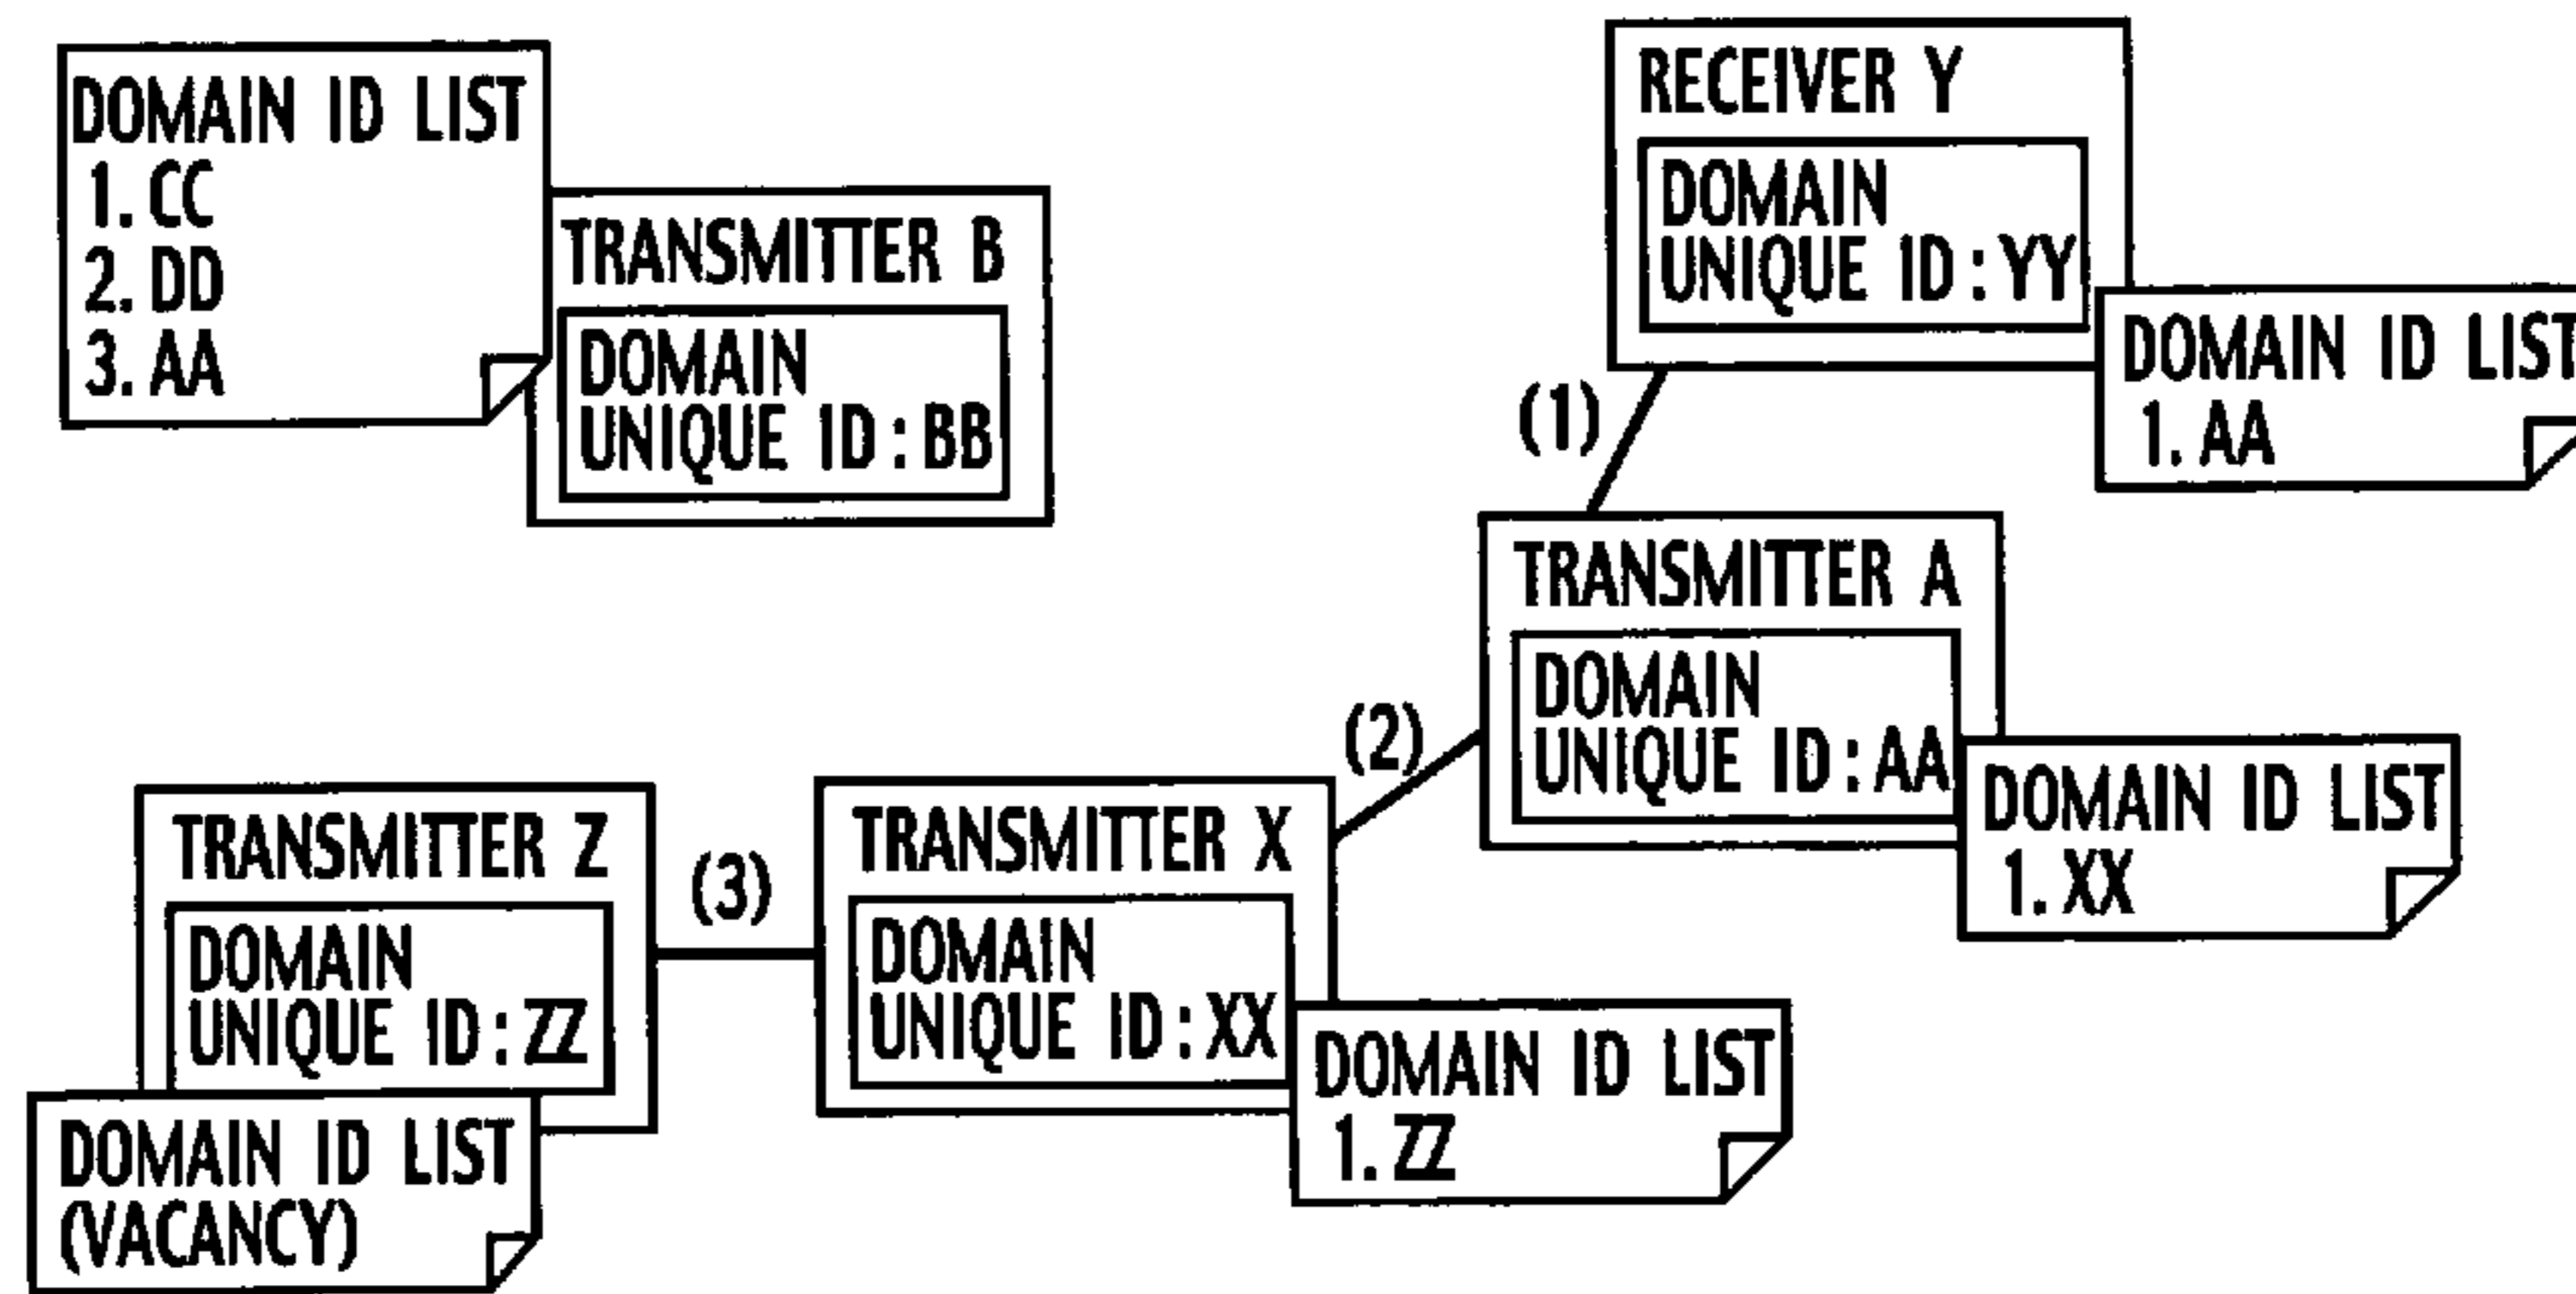 DOMAIN ID LIST
1. CC
2. DD
3. AA
TRANSMITTER B
DOMAIN
UNIQUE ID : BB
RECEIVER Y
DOMAIN
UNIQUE ID : YY
DOMAIN ID LIST
1. AA
(1)
TRANSMITTER A
DOMAIN
UNIQUE ID : AA
DOMAIN ID LIST
1. XX
(2)
TRANSMITTER X
DOMAIN
UNIQUE ID : XX
DOMAIN ID LIST
1. ZZ
(3)
TRANSMITTER Z
DOMAIN
UNIQUE ID : ZZ
DOMAIN ID LIST
(VACANCY)